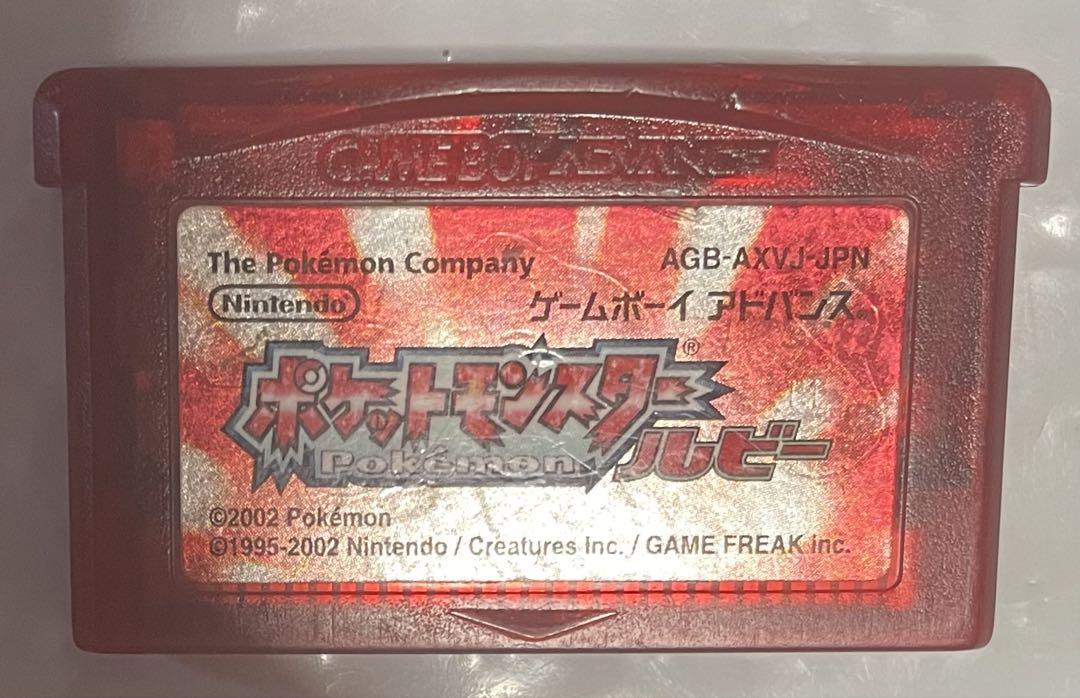 GAME BOY ADVANCE
The Pokémon Company
AGB-AXVJ-JPN
Nintendo
ゲームボーイ アドバンス®
ポケットモンスター®
Pokémon
ルビー
©2002 Pokémon
©1995-2002 Nintendo / Creatures Inc. / GAME FREAK inc.